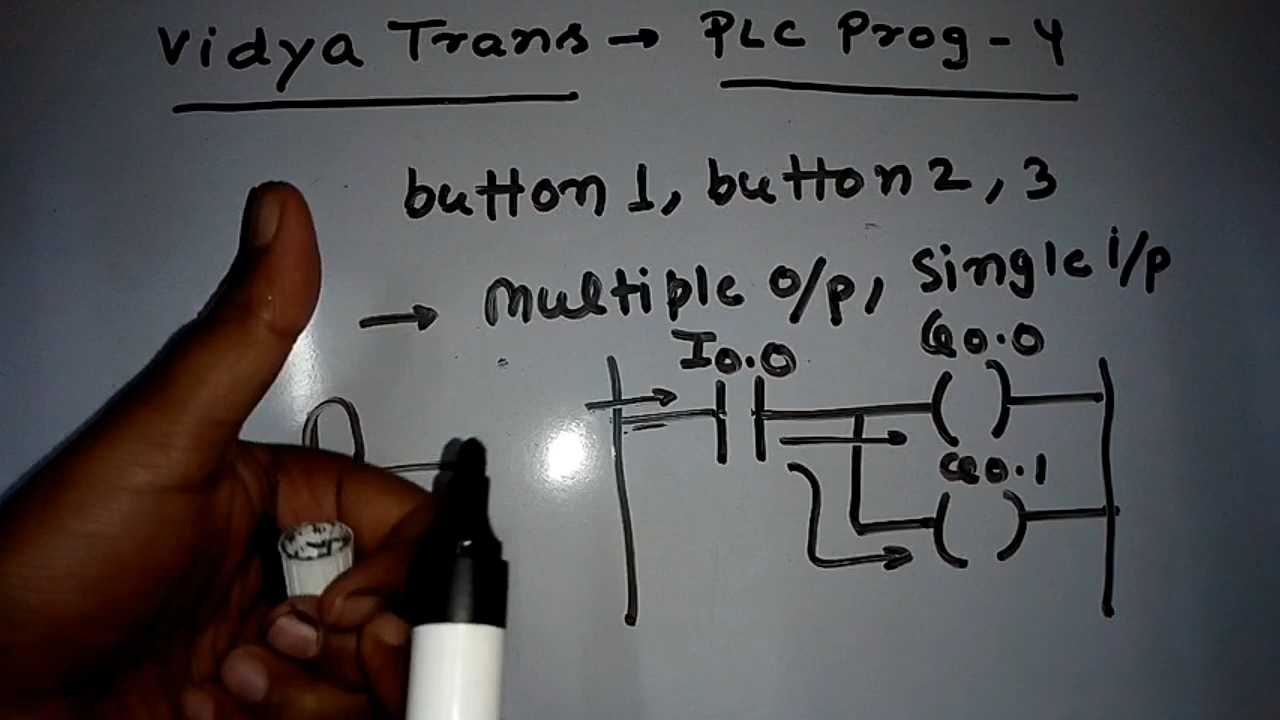 Vidya Trans → PLC Prog - 4
button 1, button 2, 3
→ multiple o/p, single i/p
I0.0
Q0.0
Q0.1